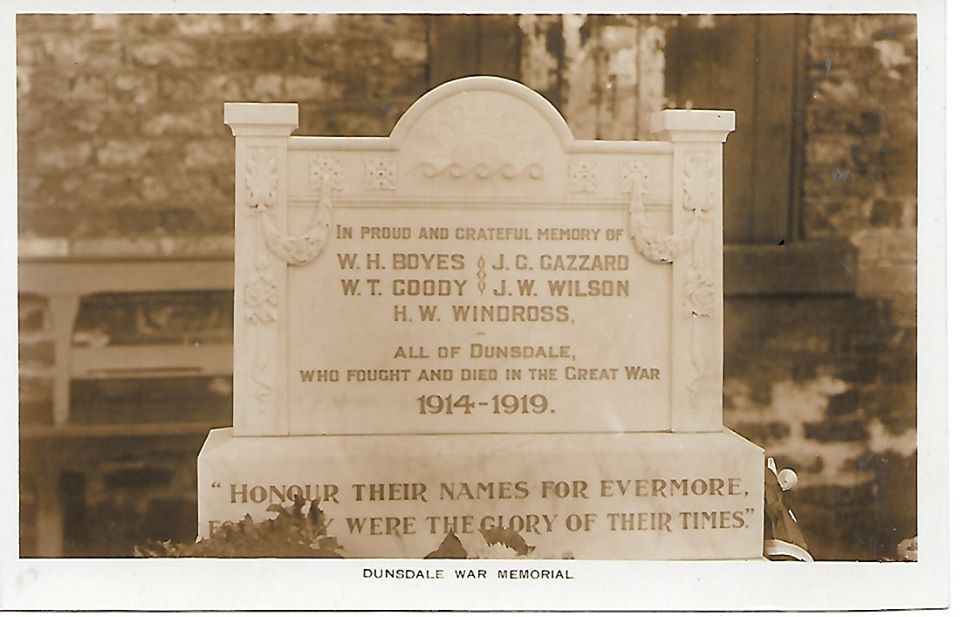 IN PROUD AND GRATEFUL MEMORY OF
W. H. BOYES J. G. GAZZARD
W. T. GOODY J. W. WILSON
H. W. WINDROSS,
ALL OF DUNSDALE,
WHO FOUGHT AND DIED IN THE GREAT WAR
1914-1919.
"HONOUR THEIR NAMES FOR EVERMORE,
WERE THE GLORY OF THEIR TIMES."
DUNSDALE WAR MEMORIAL